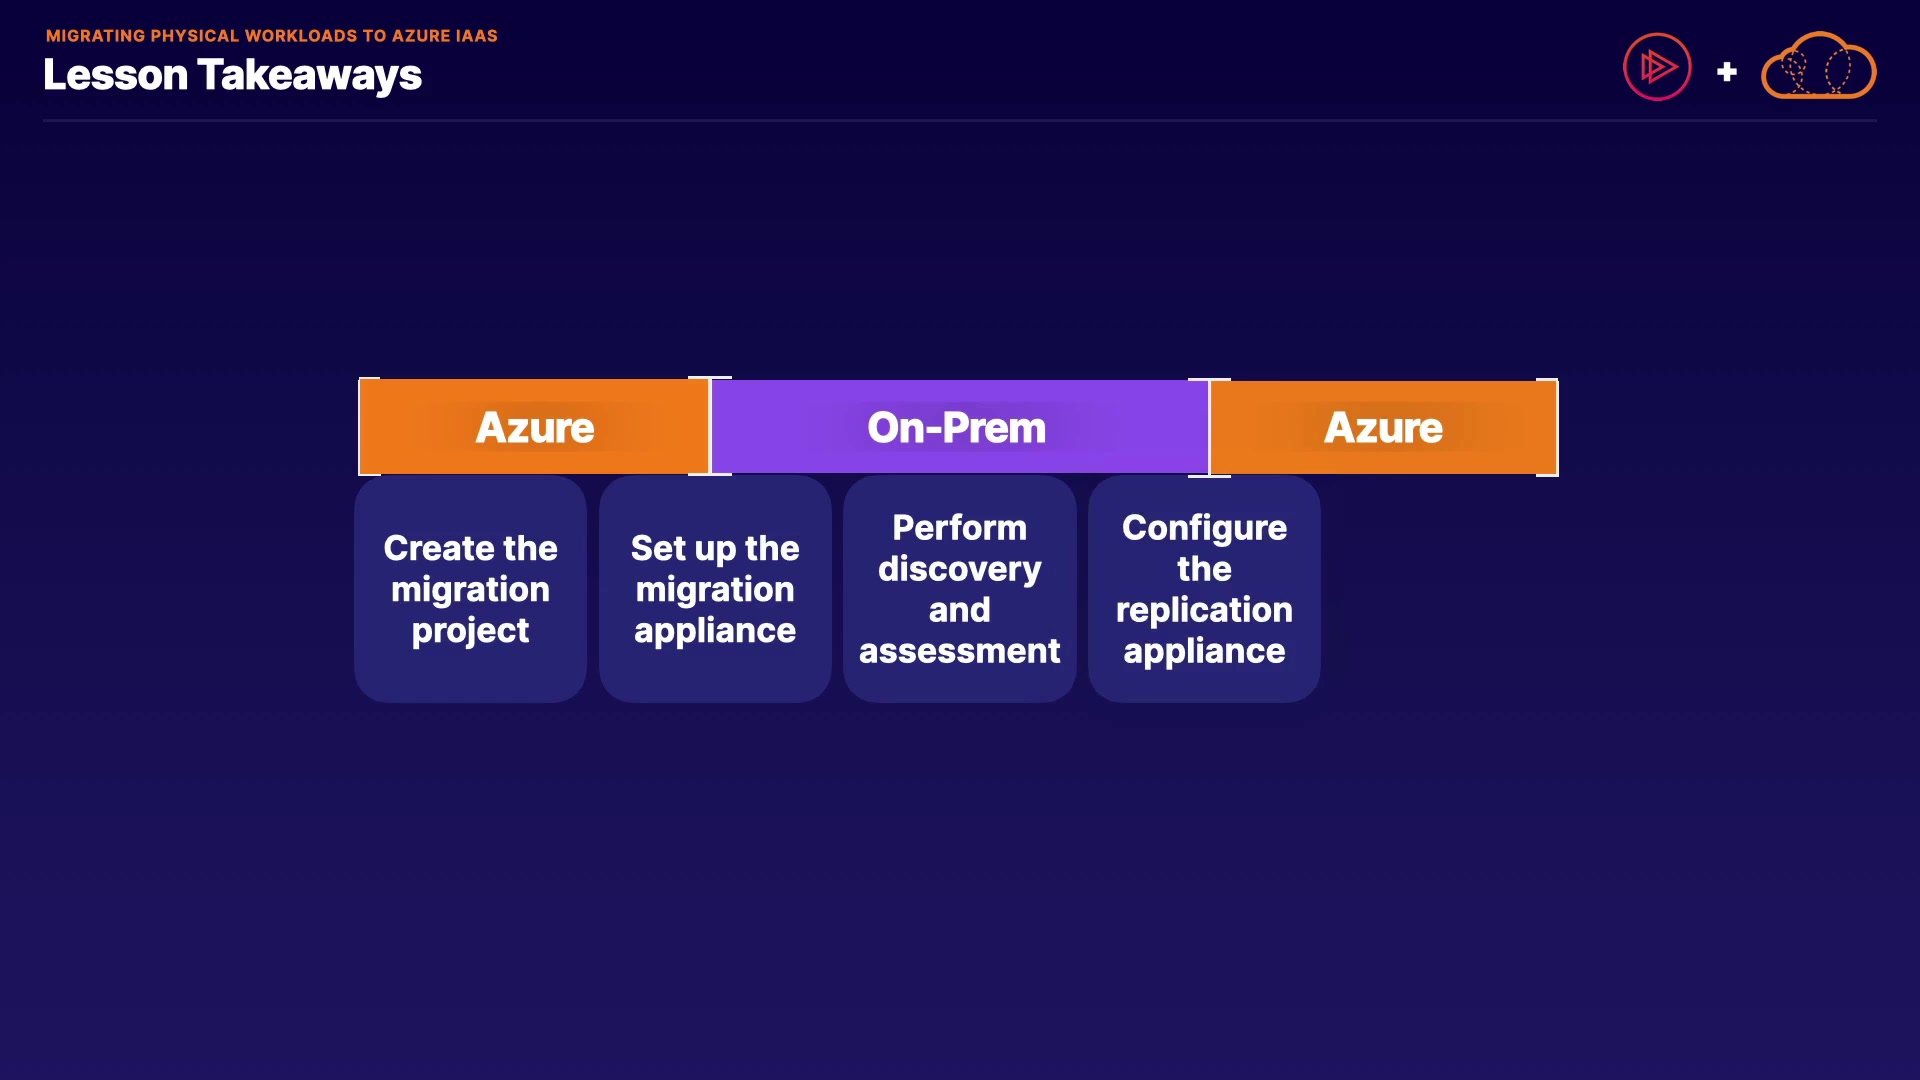 MIGRATING PHYSICAL WORKLOADS TO AZURE IAAS
Lesson Takeaways
Azure
On-Prem
Azure
Create the
migration
project
Set up the
migration
appliance
Perform
discovery
and
assessment
Configure
the
replication
appliance